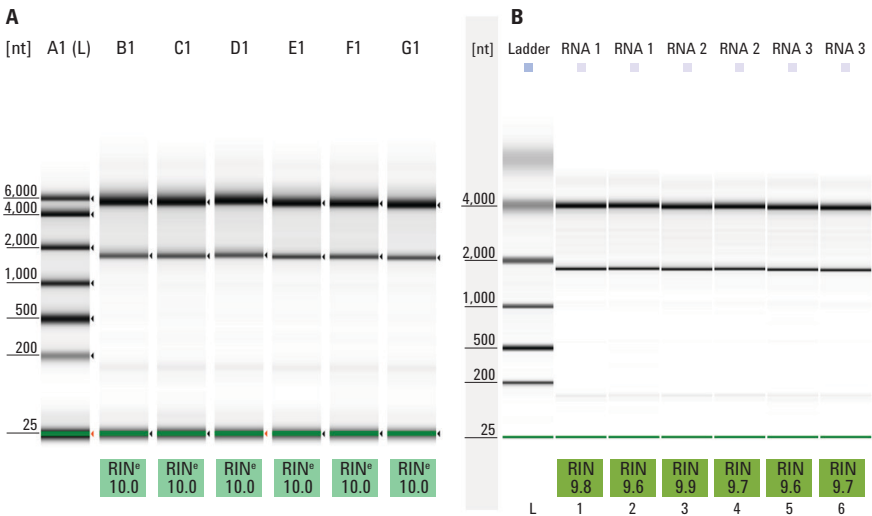 A
[nt] A1 (L) B1 C1 D1 E1 F1 G1
6,000
4,000
2,000
1,000
500
200
25
RINᵉ 10.0 RINᵉ 10.0 RINᵉ 10.0 RINᵉ 10.0 RINᵉ 10.0 RINᵉ 10.0
B
[nt] Ladder RNA 1 RNA 1 RNA 2 RNA 2 RNA 3 RNA 3
4,000
2,000
1,000
500
200
25
RIN 9.8 RIN 9.6 RIN 9.9 RIN 9.7 RIN 9.6 RIN 9.7
L 1 2 3 4 5 6